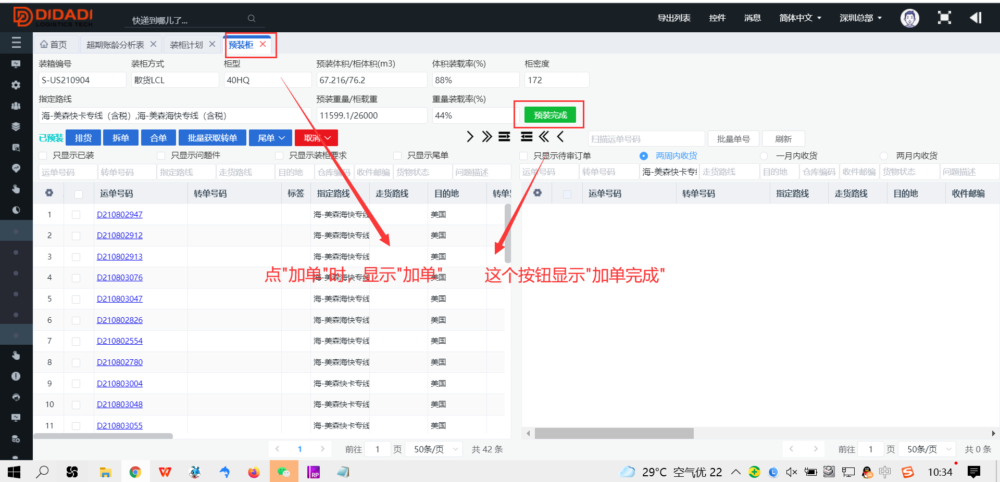 DIDADI
LOGISTICS TECH
快递到哪儿了...
导出列表 控件 消息 简体中文 深圳总部
首页 超期账龄分析表 装柜计划 预装柜
装箱编号 装柜方式 柜型 预装体积/柜体积(m3) 体积装载率(%) 柜密度
S-US210904 散货LCL 40HQ 67.216/76.2 88% 172
指定路线 预装重量/柜载重 重量装载率(%)
海-美森快卡专线（含税）,海-美森海快专线（含税） 11599.1/26000 44% 预装完成
已预装 排货 拆单 合单 批量获取转单 尾单 取消 扫描运单号码 批量单号 刷新
只显示已装 只显示问题件 只显示装柜要求 只显示尾单 只显示待审订单 两周内收货 一月内收货 两月内收货
运单号码 转单号码 指定路线 走货路线 目的地 仓库编码 收件邮编 货物状态 问题描述 运单号码 转单号码 海-美森快卡专线 走货路线 目的地 仓库编码 收件邮编 货物状态 问题描述
运单号码 转单号码 标签 指定路线 走货路线 目的地 转单号 运单号码 转单号码 指定路线 走货路线 目的地 收件邮编
1 D210802947 海-美森海快专线 美国
2 D210802912 海-美森海快专线 美国
3 D210802913 海-美森海快专线 美国
4 D210803076 海-美森海快专线 美国
点"加单"时，显示"加单" 这个按钮显示"加单完成"
5 D210803047 海-美森海快专线 美国
6 D210802826 海-美森海快专线 美国
7 D210802554 海-美森海快专线 美国
8 D210802780 海-美森海快专线 美国
9 D210803004 海-美森快卡专线 美国
10 D210803048 海-美森快卡专线 美国
11 D210803055 海-美森快卡专线 美国
1 前往 1 页 50条/页 共 42 条 前往 1 页 50条/页 共 0 条
29°C 空气优 22 中 10:34